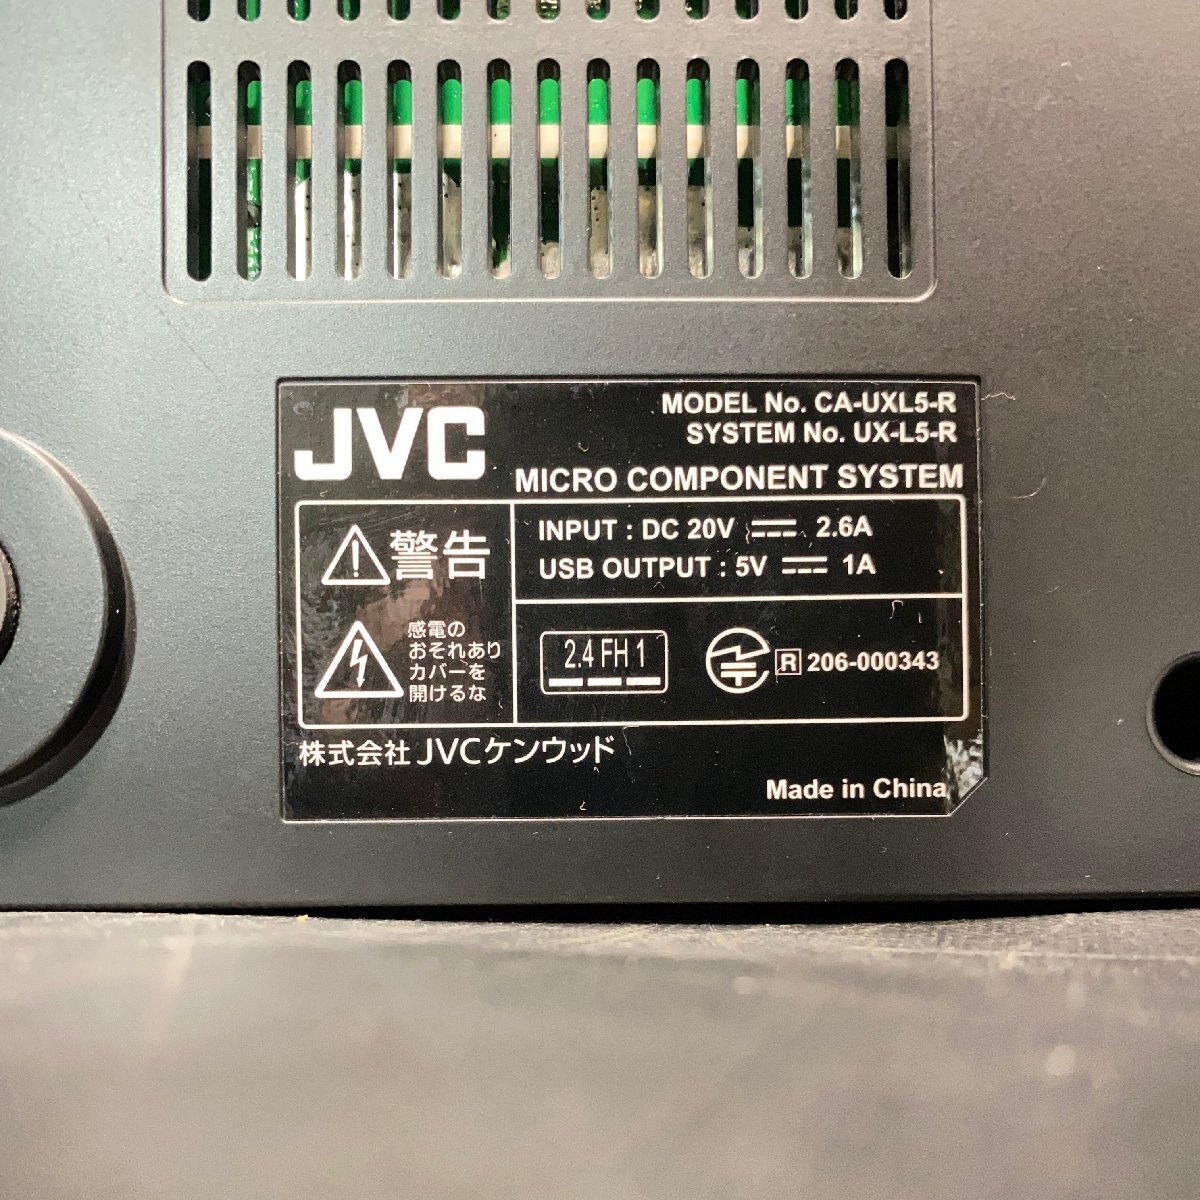 JVC
MODEL No. CA-UXL5-R
SYSTEM No. UX-L5-R
MICRO COMPONENT SYSTEM
警告
感電の
おそれあり
カバーを
開けるな
INPUT : DC 20V ⎓ 2.6A
USB OUTPUT : 5V ⎓ 1A
2.4 FH 1
R 206-000343
株式会社 JVCケンウッド
Made in China